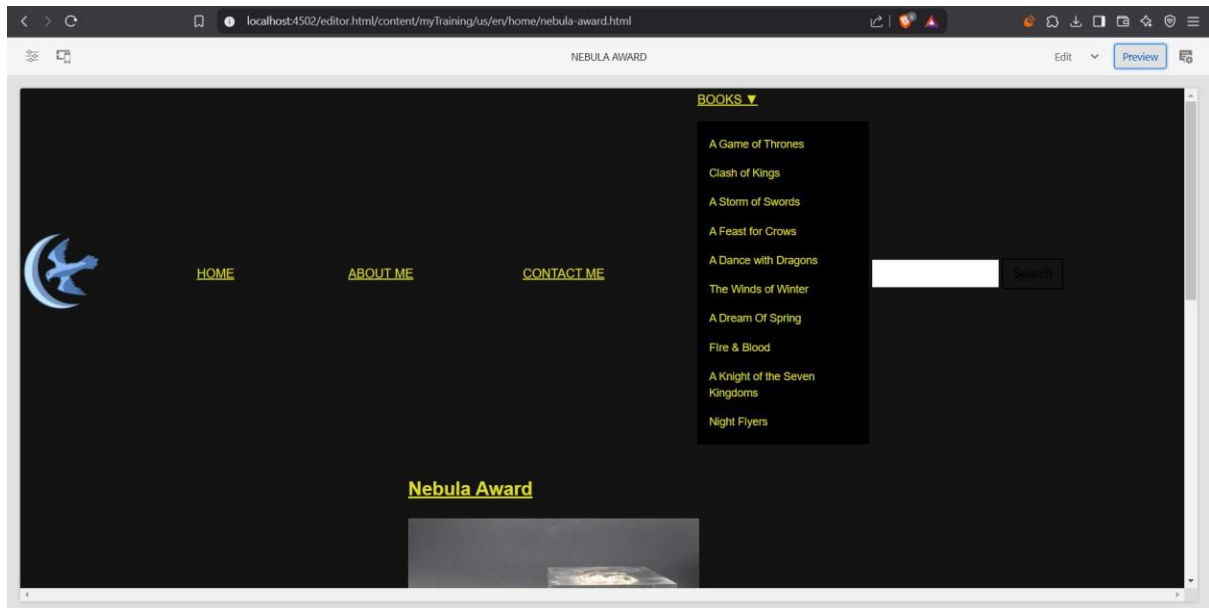 localhost:4502/editor.html/content/myTraining/us/en/home/nebula-award.html
NEBULA AWARD
Edit
Preview
BOOKS ▼
A Game of Thrones
Clash of Kings
A Storm of Swords
A Feast for Crows
A Dance with Dragons
The Winds of Winter
A Dream Of Spring
FIre & Blood
A Knight of the Seven
Kingdoms
Night Flyers
HOME
ABOUT ME
CONTACT ME
Search
Nebula Award